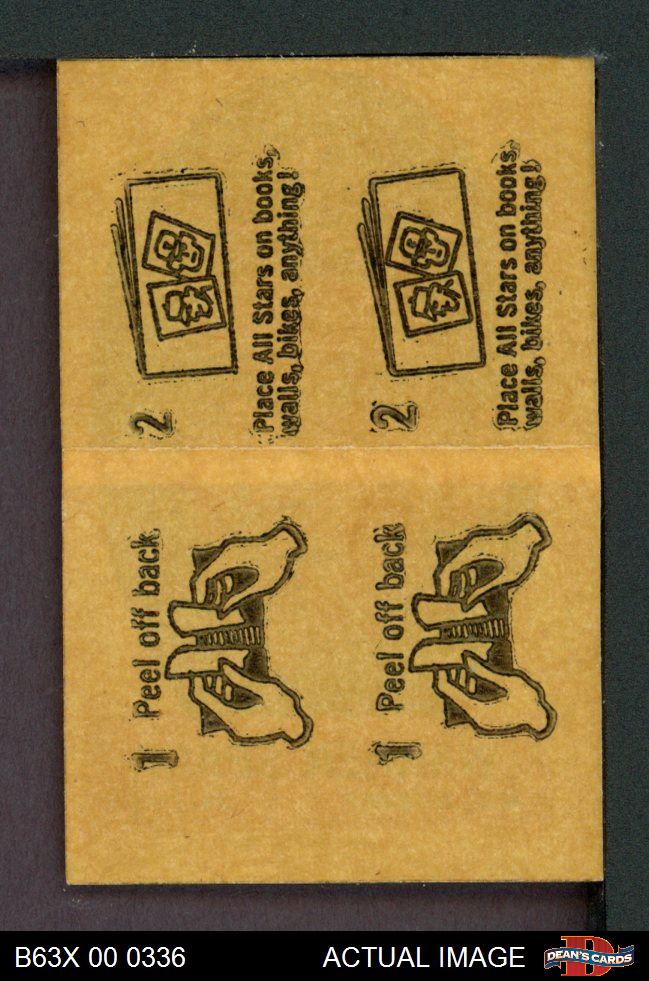 1 Peel off back
2
Place All Stars on books,
walls, bikes, anything!
1 Peel off back
2
Place All Stars on books,
walls, bikes, anything!
B63X 00 0336
ACTUAL IMAGE
DEAN'S CARDS